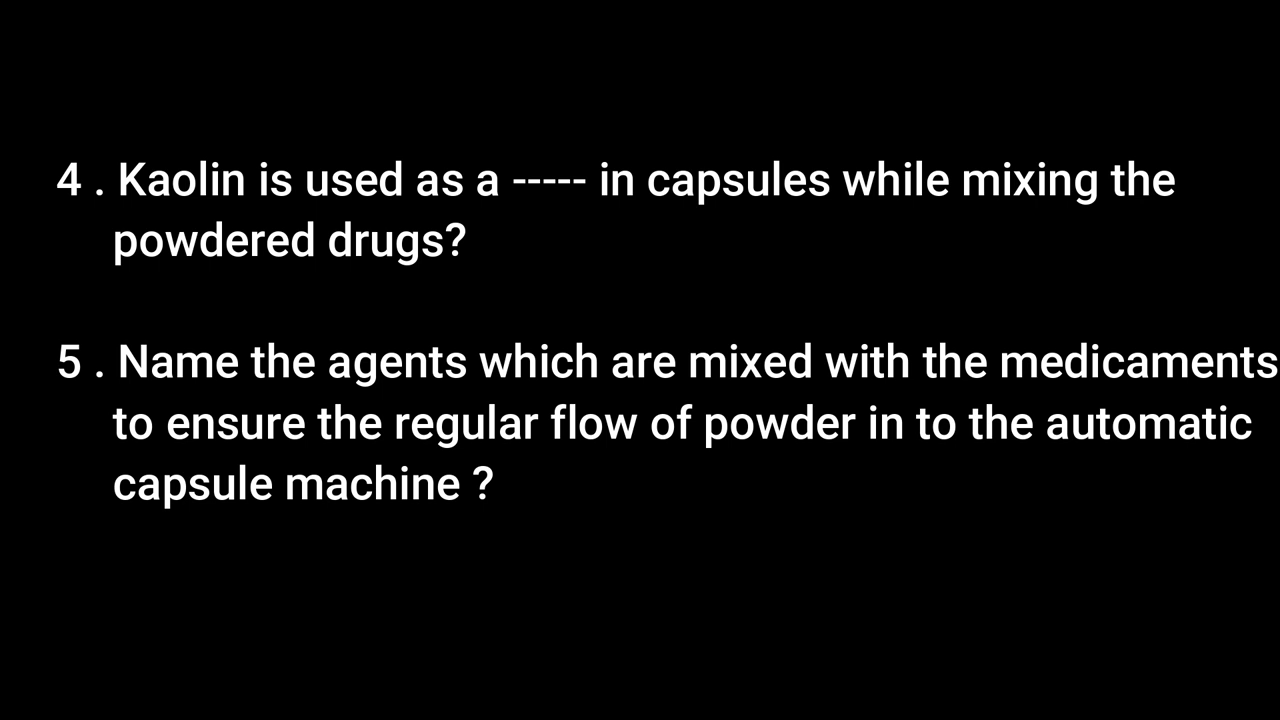 4 . Kaolin is used as a ----- in capsules while mixing the
powdered drugs?
5 . Name the agents which are mixed with the medicaments
to ensure the regular flow of powder in to the automatic
capsule machine ?